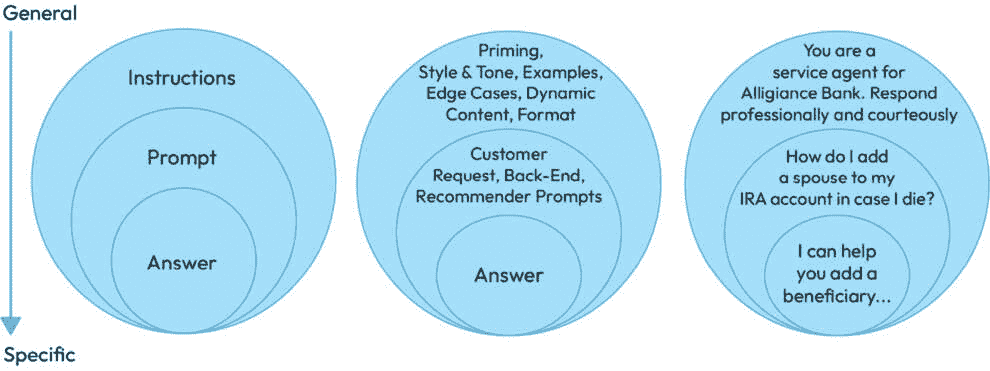 General
Instructions
Prompt
Answer
Specific
Priming,
Style & Tone, Examples,
Edge Cases, Dynamic
Content, Format
Customer
Request, Back-End,
Recommender Prompts
Answer
You are a
service agent for
Alligiance Bank. Respond
professionally and courteously
How do I add
a spouse to my
IRA account in case I die?
I can help
you add a
beneficiary...